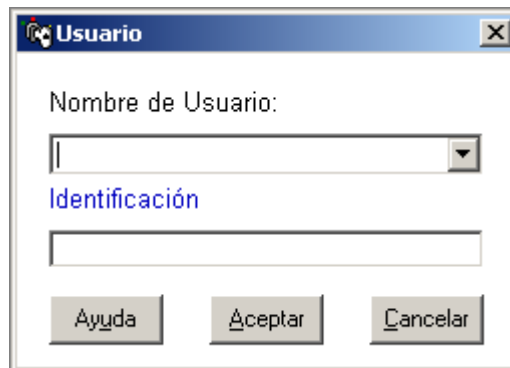 Usuario
Nombre de Usuario:
Identificación
Ayuda Aceptar Cancelar